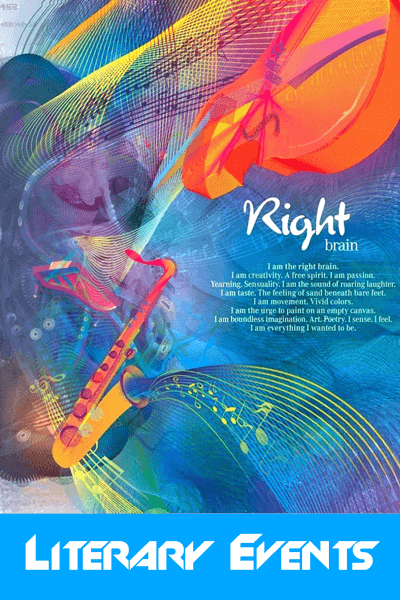 Right
brain
I am the right brain.
I am creativity. A free spirit. I am passion.
Yearning. Sensuality. I am the sound of roaring laughter.
I am taste. The feeling of sand beneath bare feet.
I am movement. Vivid colors.
I am the urge to paint on an empty canvas.
I am boundless imagination. Art. Poetry. I sense. I feel.
I am everything I wanted to be.
Literary Events